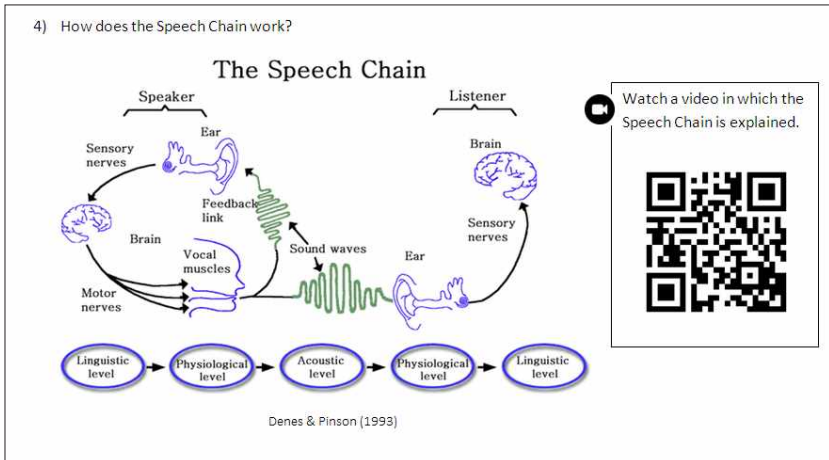 4) How does the Speech Chain work?
The Speech Chain
Speaker
Listener
Ear
Sensory
nerves
Feedback
link
Brain
Vocal
muscles
Motor
nerves
Sound waves
Ear
Brain
Sensory
nerves
Linguistic
level
Physiological
level
Acoustic
level
Physiological
level
Linguistic
level
Denes & Pinson (1993)
Watch a video in which the
Speech Chain is explained.